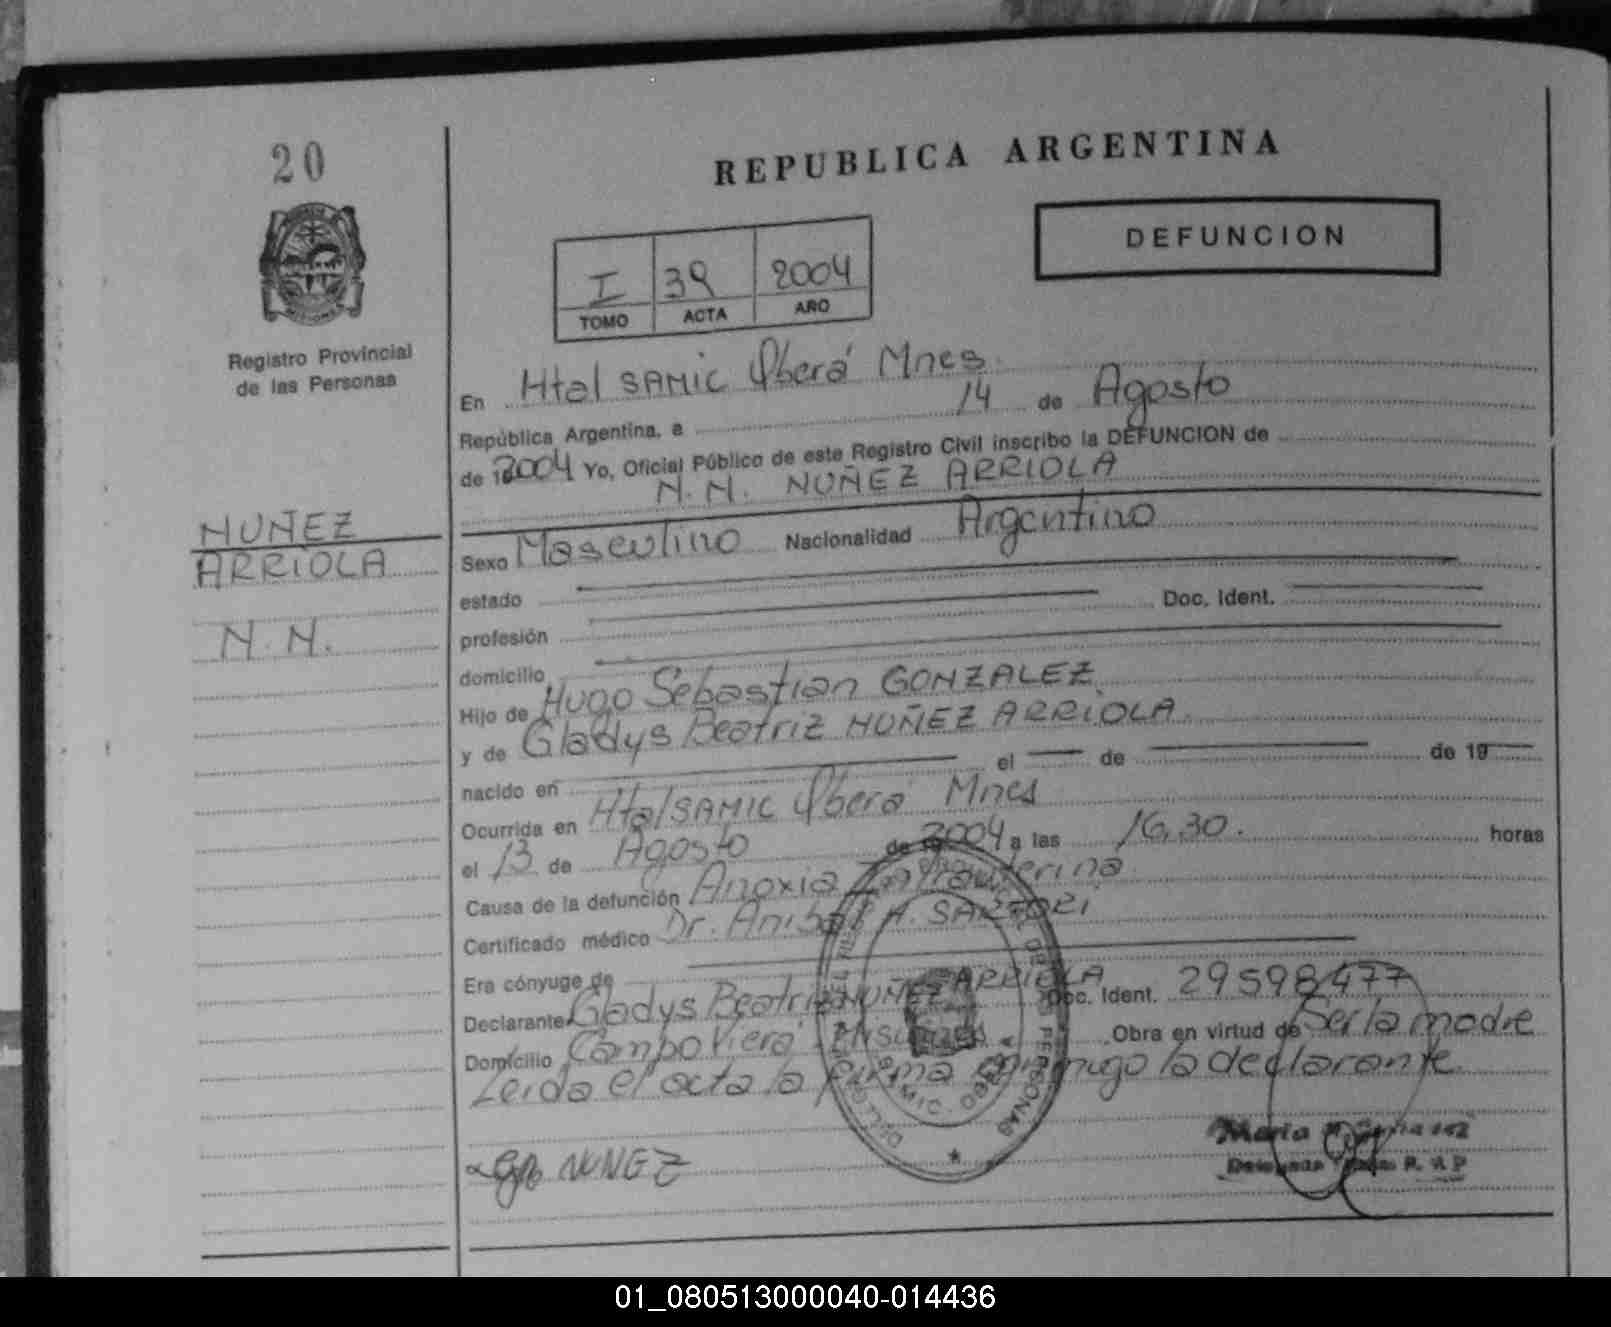 20
REPUBLICA ARGENTINA
DEFUNCION
I 39 2004
TOMO ACTA AÑO
Registro Provincial
de las Personas
En Htal SAMIC Oberá Mnes
República Argentina, a 14 de Agosto
de 19 2004 Yo, Oficial Público de este Registro Civil inscribo la DEFUNCION de
N.N. NUÑEZ ARRIOLA
NUÑEZ
ARRIOLA
N.N.
Sexo Masculino Nacionalidad Argentino
estado
profesión Doc. Ident.
domicilio
Hijo de Hugo Sebastian GONZALEZ
y de Gladys Beatriz NUÑEZ ARRIOLA
nacido en el de de 19
Ocurrida en Htal SAMIC Oberá Mnes
el 13 de Agosto de 2004 a las 16,30. horas
Causa de la defunción Anoxia Intrauterina
Certificado médico Dr. Anibal A. SARTORI
Era cónyuge de
Declarante Gladys Beatriz NUÑEZ ARRIOLA Doc. Ident. 29598477
Domicilio Campo Viera Misiones Obra en virtud de Ser la madre
Leida el acta la firma conmigo la declarante.
NUNEZ
Maria
01_080513000040-014436